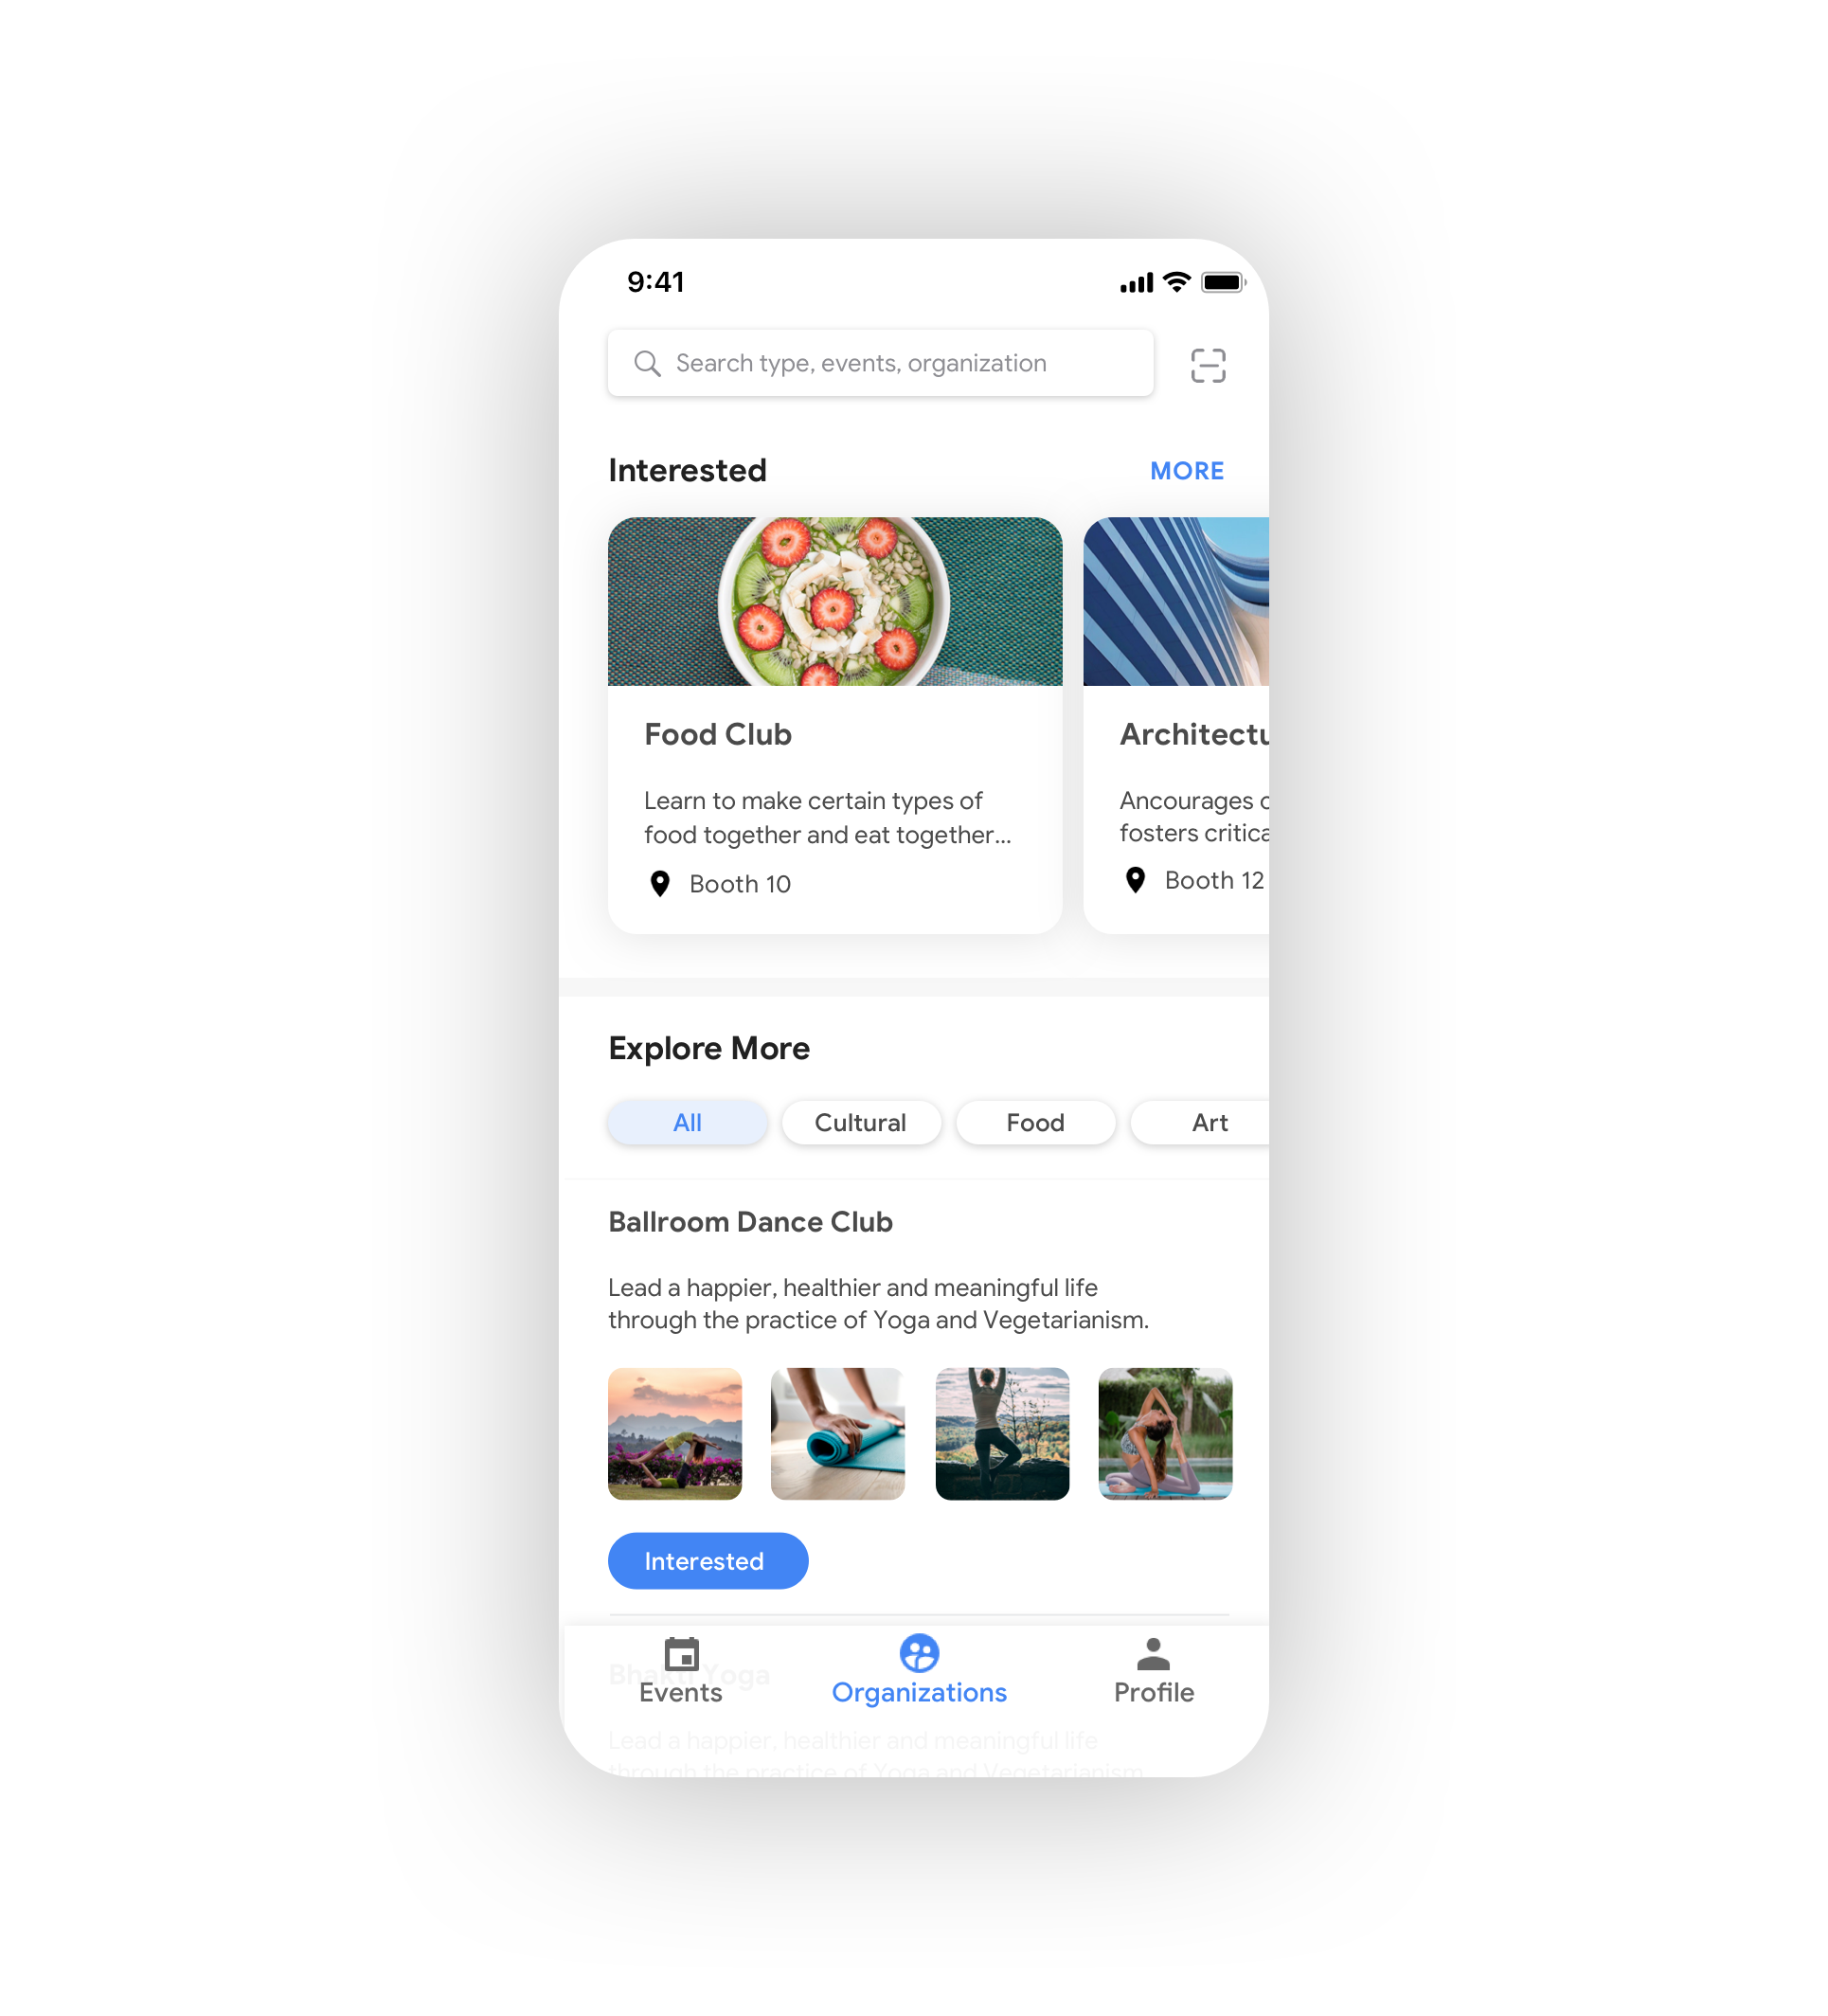 9:41
Search type, events, organization
Interested
MORE
Food Club
Learn to make certain types of
food together and eat together...
Booth 10
Architectu
Ancourages c
fosters critica
Booth 12
Explore More
All
Cultural
Food
Art
Ballroom Dance Club
Lead a happier, healthier and meaningful life
through the practice of Yoga and Vegetarianism.
Interested
Bhakti Yoga
Events
Organizations
Profile
Lead a happier, healthier and meaningful life
through the practice of Yoga and Vegetarianism